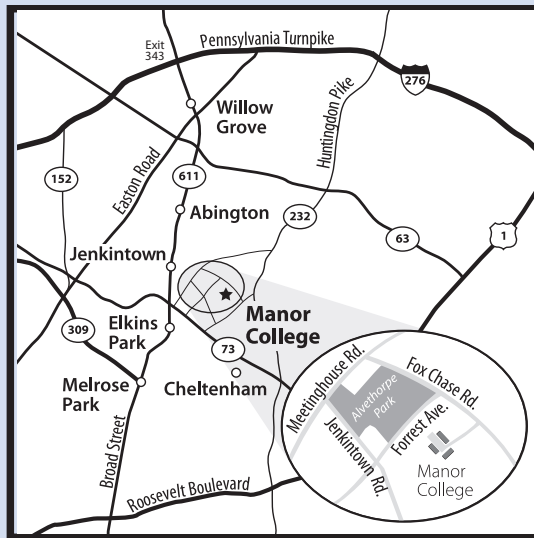 Exit
343
Pennsylvania Turnpike
276
Willow
Grove
Huntingdon Pike
Easton Road
152
611
Abington
232
63
1
Jenkintown
Manor
College
309
Elkins
Park
73
Cheltenham
Melrose
Park
Broad Street
Roosevelt Boulevard
Meetinghouse Rd.
Fox Chase Rd.
Alvethorpe
Park
Forrest Ave.
Jenkintown Rd.
Manor
College